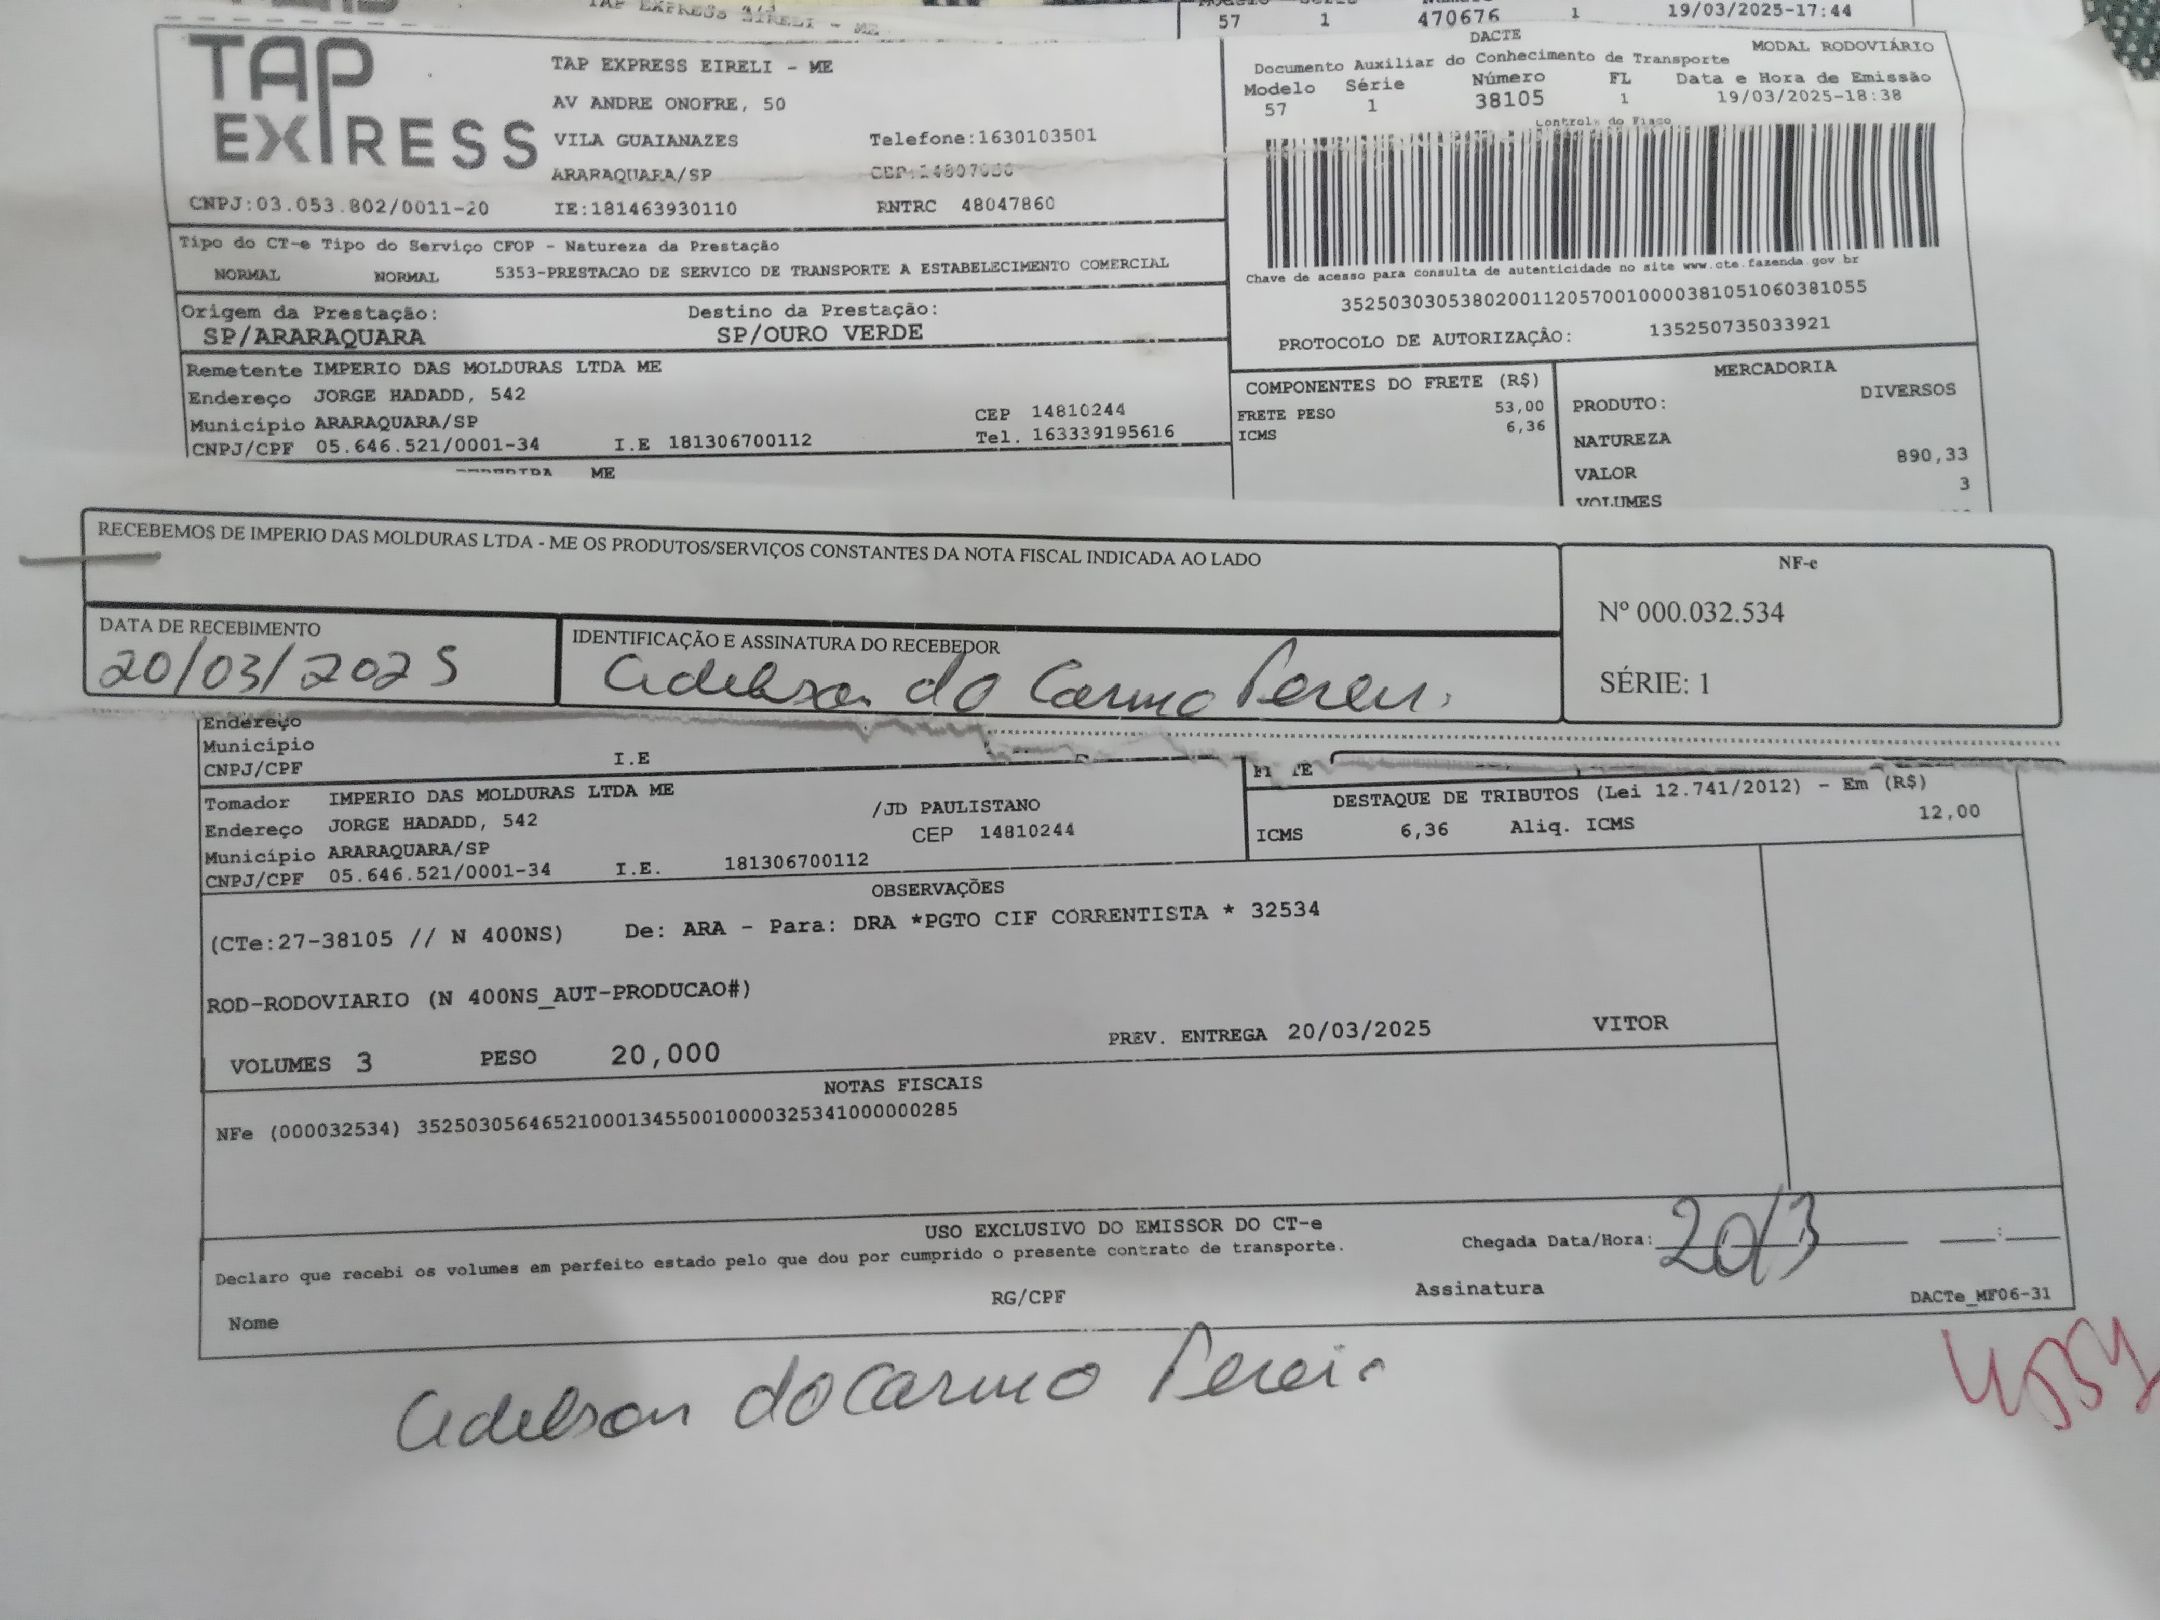 TAP EXPRESS EIRELI - ME
57 1 470676 1 19/03/2025-17:44
TAP EXPRESS
TAP EXPRESS EIRELI - ME
AV ANDRE ONOFRE, 50
VILA GUAIANAZES Telefone:1630103501
ARARAQUARA/SP
CNPJ:03.053.802/0011-20 IE:181463930110 RNTRC 48047860
DACTE
Documento Auxiliar do Conhecimento de Transporte MODAL RODOVIÁRIO
Modelo Série Número FL Data e Hora de Emissão
57 1 38105 1 19/03/2025-18:38
Controle do Fisco
Chave de acesso para consulta de autenticidade no site www.cte.fazenda.gov.br
35250303053802001120570010000381051060381055
PROTOCOLO DE AUTORIZAÇÃO: 135250735033921
Tipo do CT-e Tipo do Serviço CFOP - Natureza da Prestação
NORMAL NORMAL 5353-PRESTACAO DE SERVICO DE TRANSPORTE A ESTABELECIMENTO COMERCIAL
Origem da Prestação: Destino da Prestação:
SP/ARARAQUARA SP/OURO VERDE
Remetente IMPERIO DAS MOLDURAS LTDA ME
Endereço JORGE HADADD, 542
Município ARARAQUARA/SP CEP 14810244
CNPJ/CPF 05.646.521/0001-34 I.E 181306700112 Tel. 163339195616
ME
COMPONENTES DO FRETE (R$)
FRETE PESO 53,00
ICMS 6,36
MERCADORIA
PRODUTO: DIVERSOS
NATUREZA
VALOR 890,33
VOLUMES 3
RECEBEMOS DE IMPERIO DAS MOLDURAS LTDA - ME OS PRODUTOS/SERVIÇOS CONSTANTES DA NOTA FISCAL INDICADA AO LADO
DATA DE RECEBIMENTO
20/03/2025
IDENTIFICAÇÃO E ASSINATURA DO RECEBEDOR
Adelson do Carmo Perei
NF-e
Nº 000.032.534
SÉRIE: 1
Endereço
Município
CNPJ/CPF I.E
Tomador IMPERIO DAS MOLDURAS LTDA ME
Endereço JORGE HADADD, 542 /JD PAULISTANO
Município ARARAQUARA/SP CEP 14810244
CNPJ/CPF 05.646.521/0001-34 I.E. 181306700112
DESTAQUE DE TRIBUTOS (Lei 12.741/2012) - Em (R$)
ICMS 6,36 Aliq. ICMS 12,00
OBSERVAÇÕES
(CTe:27-38105 // N 400NS) De: ARA - Para: DRA *PGTO CIF CORRENTISTA * 32534
ROD-RODOVIARIO (N 400NS_AUT-PRODUCAO#)
VOLUMES 3 PESO 20,000 PREV. ENTREGA 20/03/2025 VITOR
NOTAS FISCAIS
NFe (000032534) 35250305646521000134550010000325341000000285
USO EXCLUSIVO DO EMISSOR DO CT-e
Declaro que recebi os volumes em perfeito estado pelo que dou por cumprido o presente contrato de transporte.
Chegada Data/Hora: 20/3
Nome RG/CPF Assinatura DACTe_MF06-31
Adelson do Carmo Perei